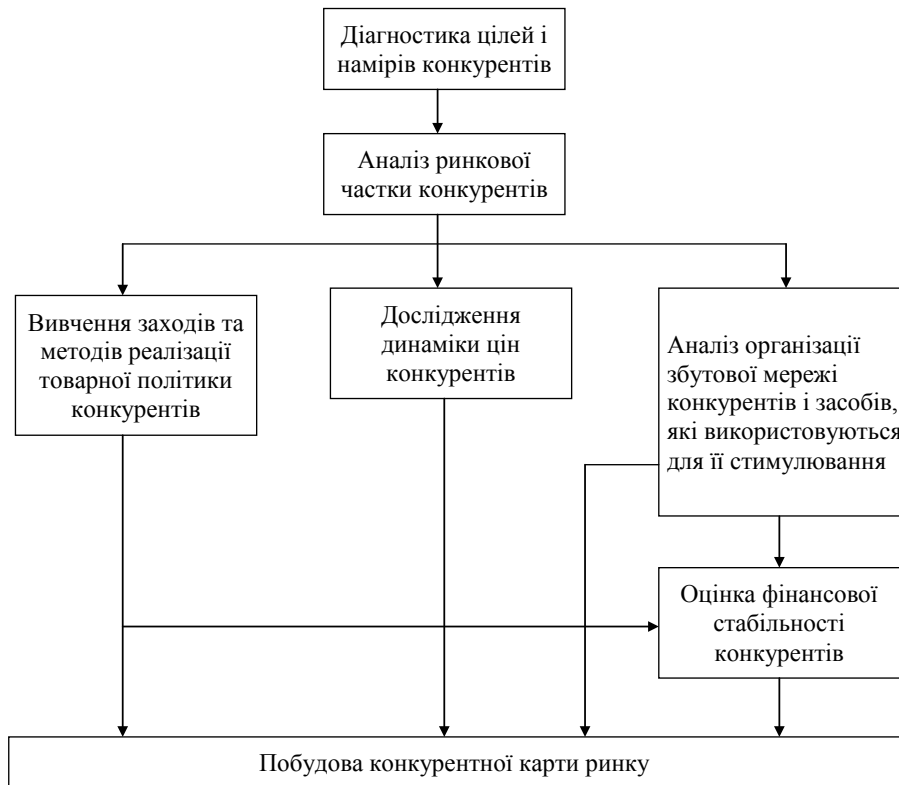 Діагностика цілей і
намірів конкурентів
Аналіз ринкової
частки конкурентів
Вивчення заходів та
методів реалізації
товарної політики
конкурентів
Дослідження
динаміки цін
конкурентів
Аналіз організації
збутової мережі
конкурентів і засобів,
які використовуються
для її стимулювання
Оцінка фінансової
стабільності
конкурентів
Побудова конкурентної карти ринку